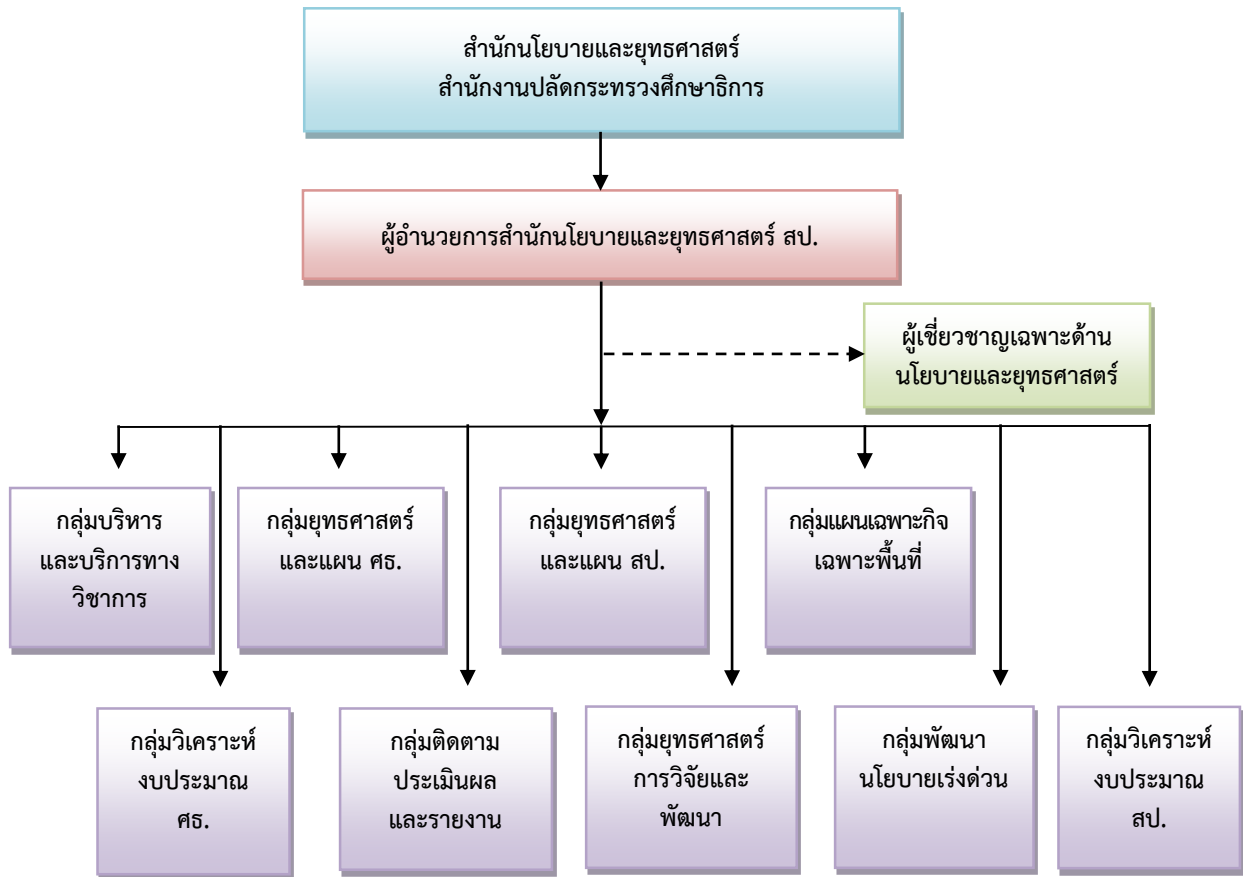 สำนักนโยบายและยุทธศาสตร์
สำนักงานปลัดกระทรวงศึกษาธิการ
ผู้อำนวยการสำนักนโยบายและยุทธศาสตร์ สป.
ผู้เชี่ยวชาญเฉพาะด้าน
นโยบายและยุทธศาสตร์
กลุ่มบริหาร
และบริการทาง
วิชาการ
กลุ่มยุทธศาสตร์
และแผน ศธ.
กลุ่มยุทธศาสตร์
และแผน สป.
กลุ่มแผนเฉพาะกิจ
เฉพาะพื้นที่
กลุ่มวิเคราะห์
งบประมาณ
ศธ.
กลุ่มติดตาม
ประเมินผล
และรายงาน
กลุ่มยุทธศาสตร์
การวิจัยและ
พัฒนา
กลุ่มพัฒนา
นโยบายเร่งด่วน
กลุ่มวิเคราะห์
งบประมาณ
สป.